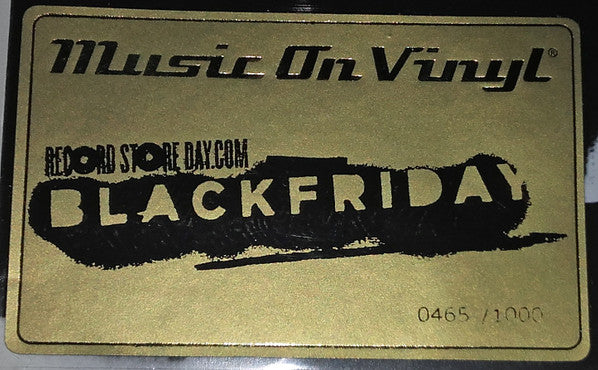 Music On Vinyl®
RECORD STORE DAY.COM
BLACKFRIDAY
0465 /1000